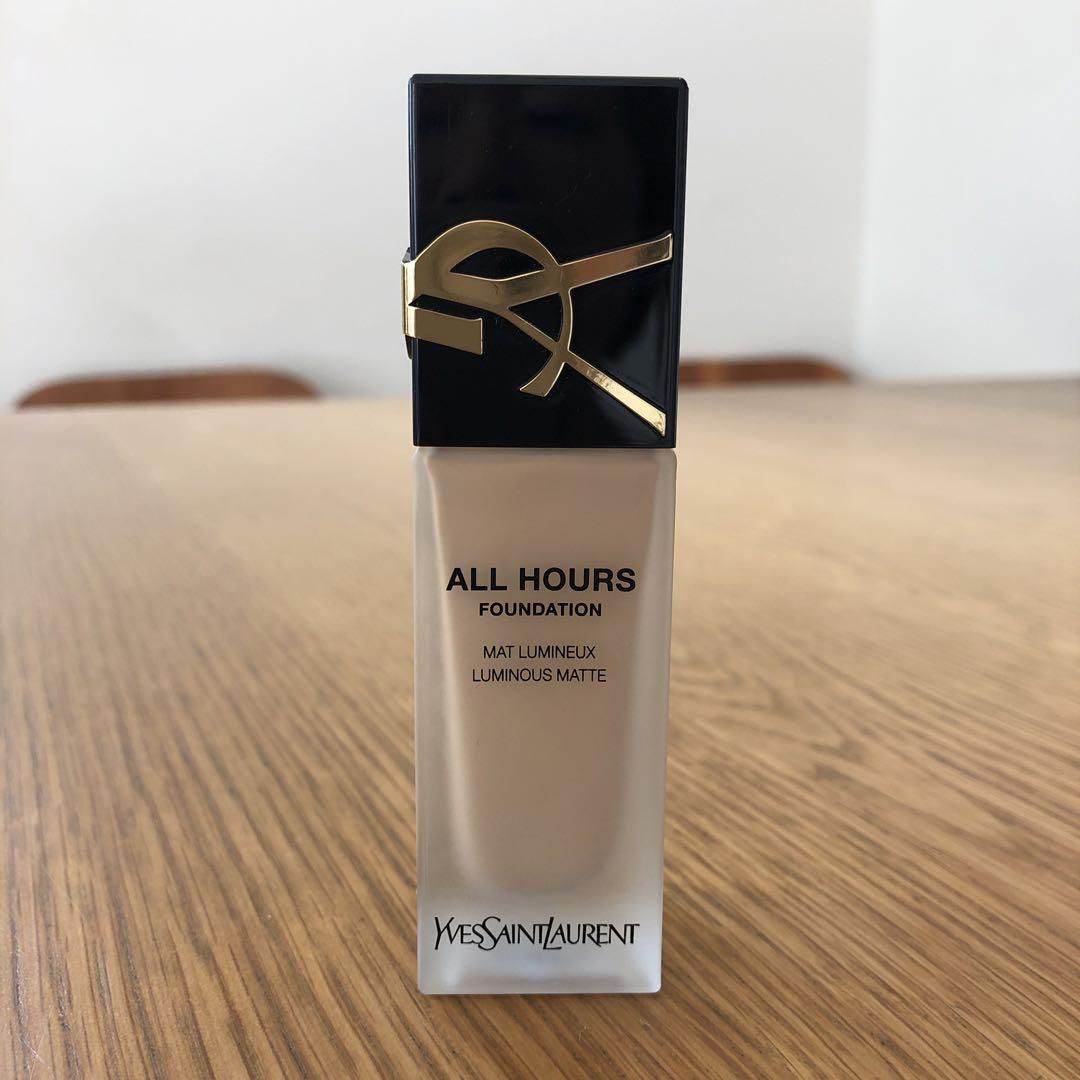 ALL HOURS
FOUNDATION
MAT LUMINEUX
LUMINOUS MATTE
YVESSAINTLAURENT